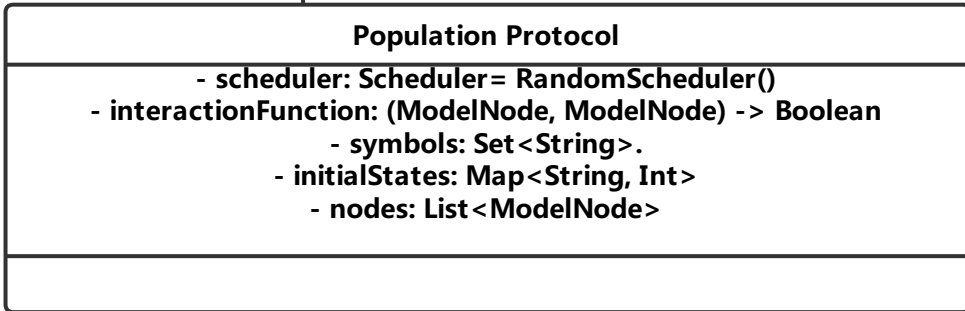 Population Protocol
- scheduler: Scheduler= RandomScheduler()
- interactionFunction: (ModelNode, ModelNode) -> Boolean
- symbols: Set<String>.
- initialStates: Map<String, Int>
- nodes: List<ModelNode>